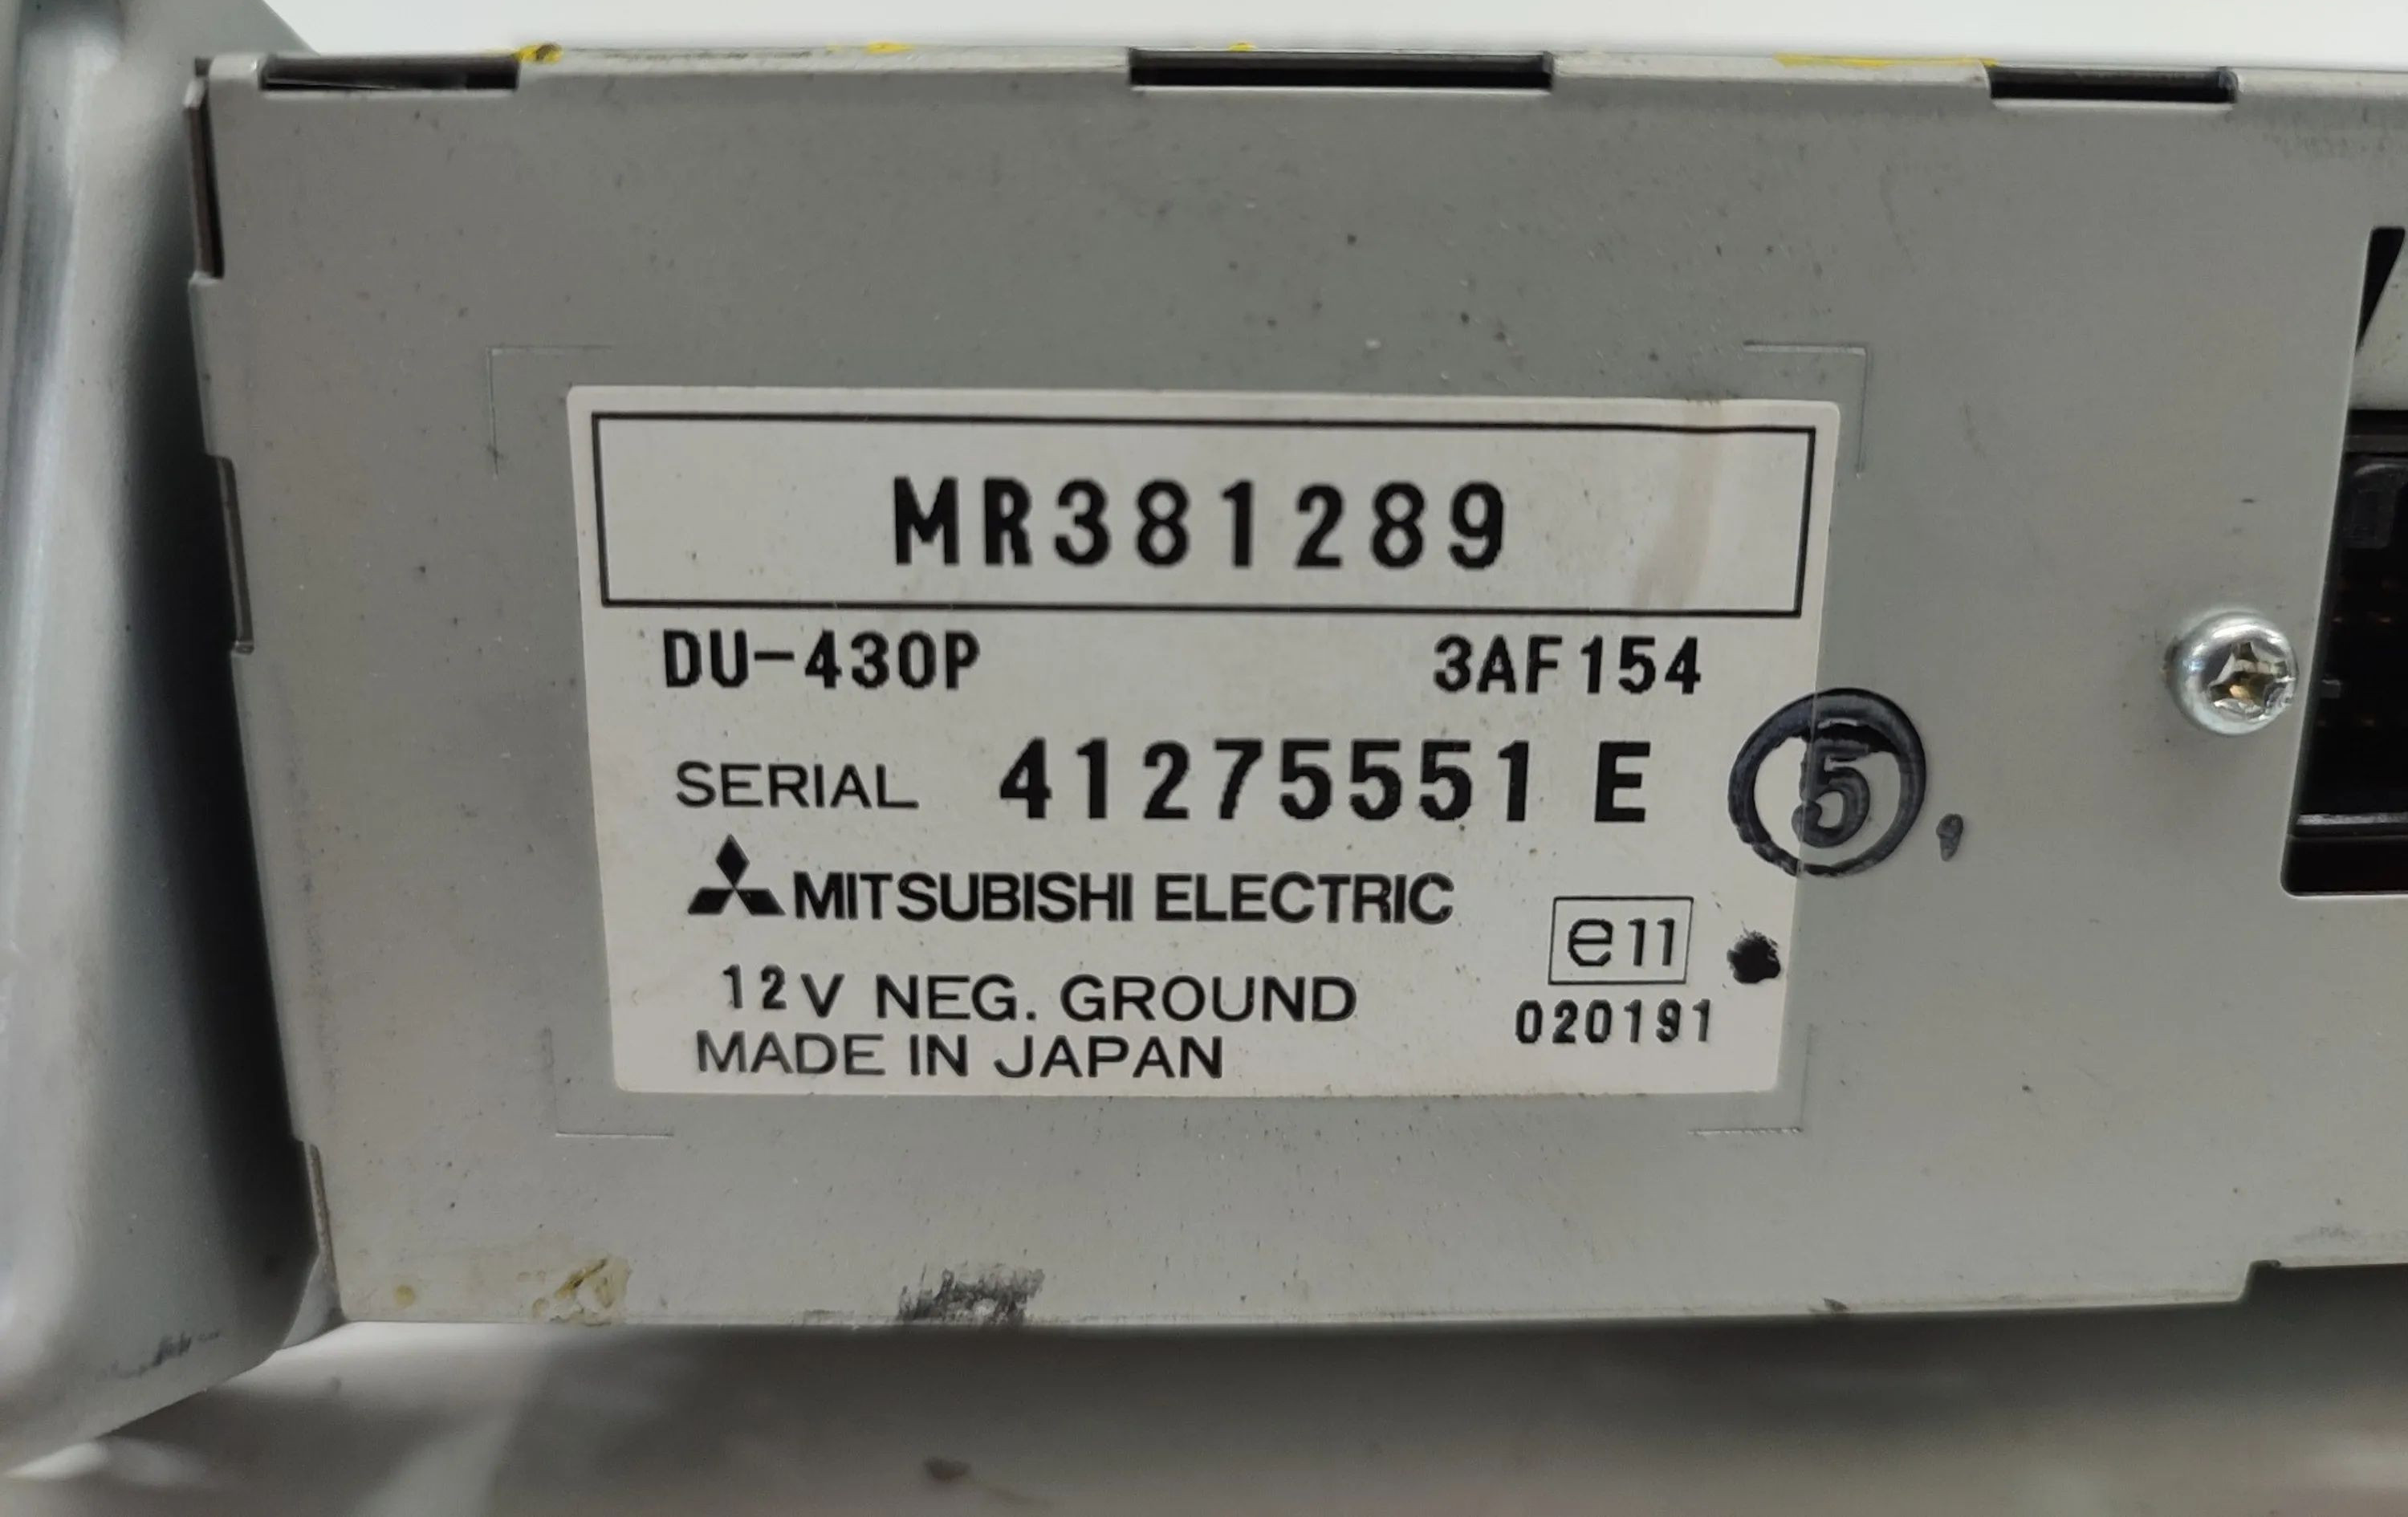 MR381289
DU-430P 3AF154
SERIAL 41275551 E 5
MITSUBISHI ELECTRIC
e11
12V NEG. GROUND
020191
MADE IN JAPAN